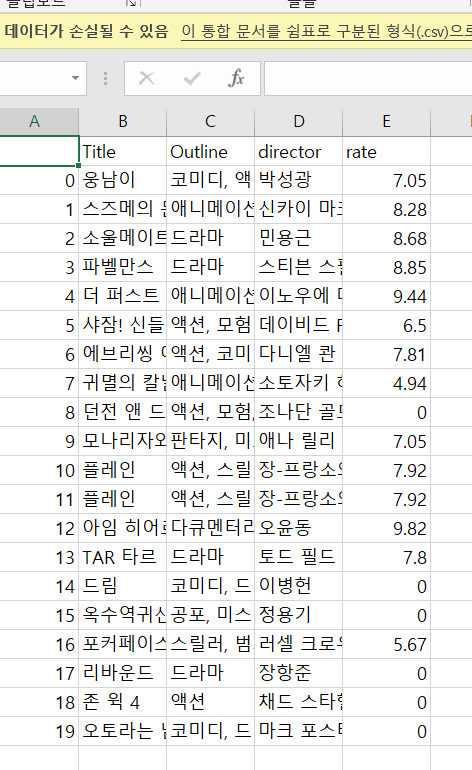 데이터가 손실될 수 있음 이 통합 문서를 쉼표로 구분된 형식(.csv)으로
fx
A B C D E
Title Outline director rate
0 웅남이 코미디, 액 박성광 7.05
1 스즈메의 애니메이션 신카이 마 8.28
2 소울메이트 드라마 민용근 8.68
3 파벨만스 드라마 스티븐 스 8.85
4 더 퍼스트 애니메이션 이노우에 9.44
5 샤잠! 신들 액션, 모험 데이비드 6.5
6 에브리씽 액션, 코미 다니엘 콴 7.81
7 귀멸의 칼 애니메이션 소토자키 4.94
8 던전 앤 드 액션, 모험, 조나단 골 0
9 모나리자와 판타지, 미 애나 릴리 7.05
10 플레인 액션, 스릴 장-프랑소 7.92
11 플레인 액션, 스릴 장-프랑소 7.92
12 아임 히어 다큐멘터리 오윤동 9.82
13 TAR 타르 드라마 토드 필드 7.8
14 드림 코미디, 드 이병헌 0
15 옥수역귀신 공포, 미스 정용기 0
16 포커페이스 스릴러, 범 러셀 크로 5.67
17 리바운드 드라마 장항준 0
18 존 윅 4 액션 채드 스타 0
19 오토라는 코미디, 드 마크 포스 0